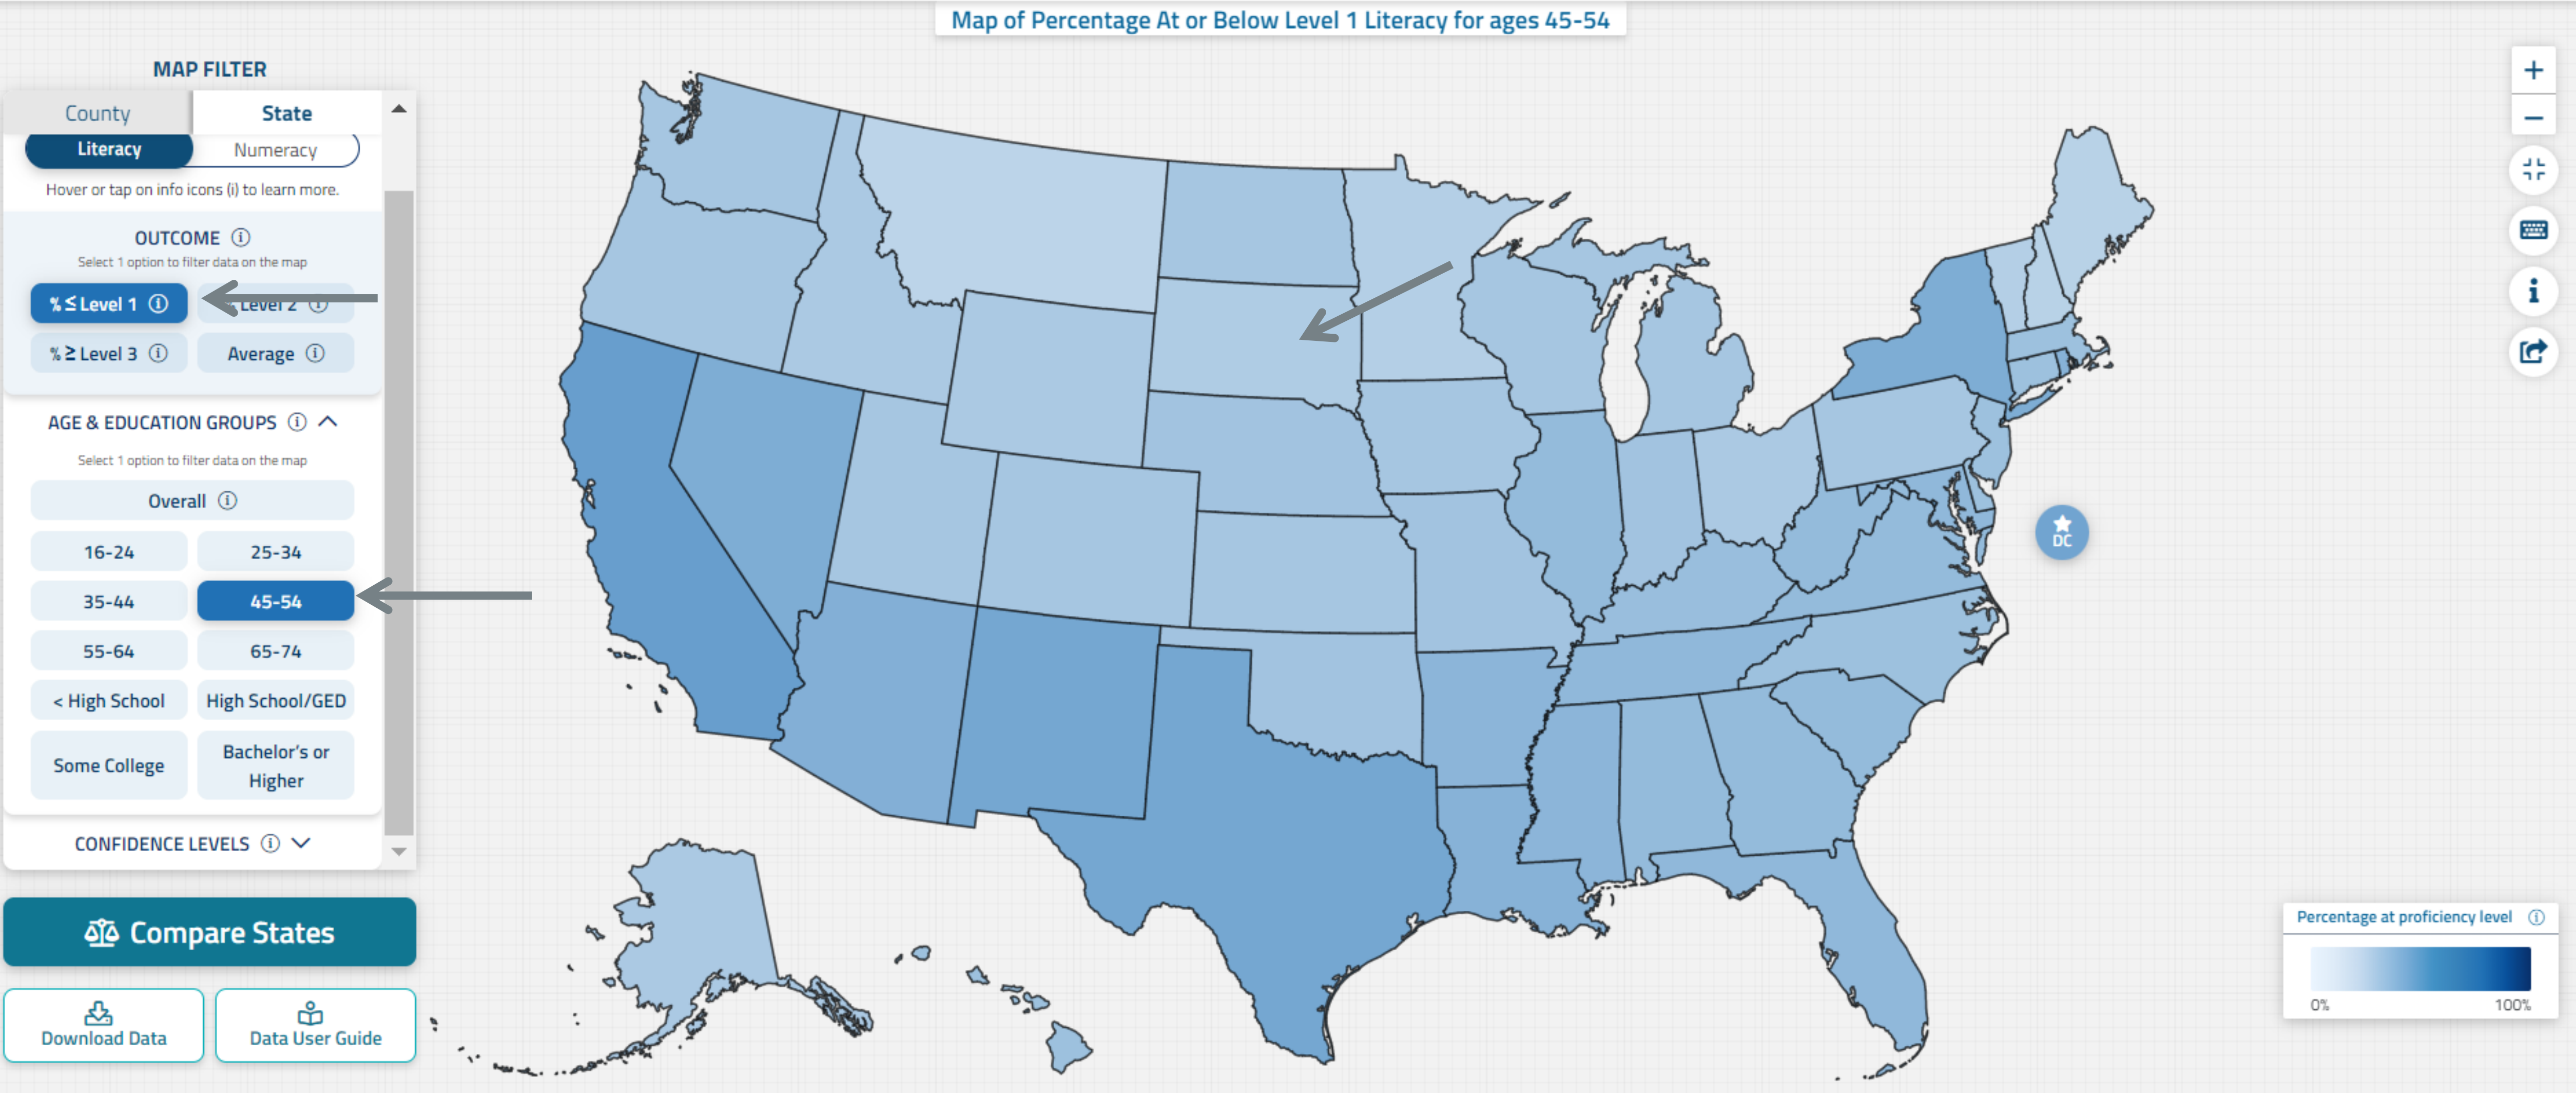 Map of Percentage At or Below Level 1 Literacy for ages 45-54
MAP FILTER
County
State
Literacy
Numeracy
Hover or tap on info icons (i) to learn more.
OUTCOME
Select 1 option to filter data on the map
% ≤ Level 1
Level 2
% ≥ Level 3
Average
AGE & EDUCATION GROUPS
Select 1 option to filter data on the map
Overall
16-24
25-34
35-44
45-54
55-64
65-74
< High School
High School/GED
Some College
Bachelor's or
Higher
CONFIDENCE LEVELS
Compare States
Download Data
Data User Guide
DC
Percentage at proficiency level
0%
100%